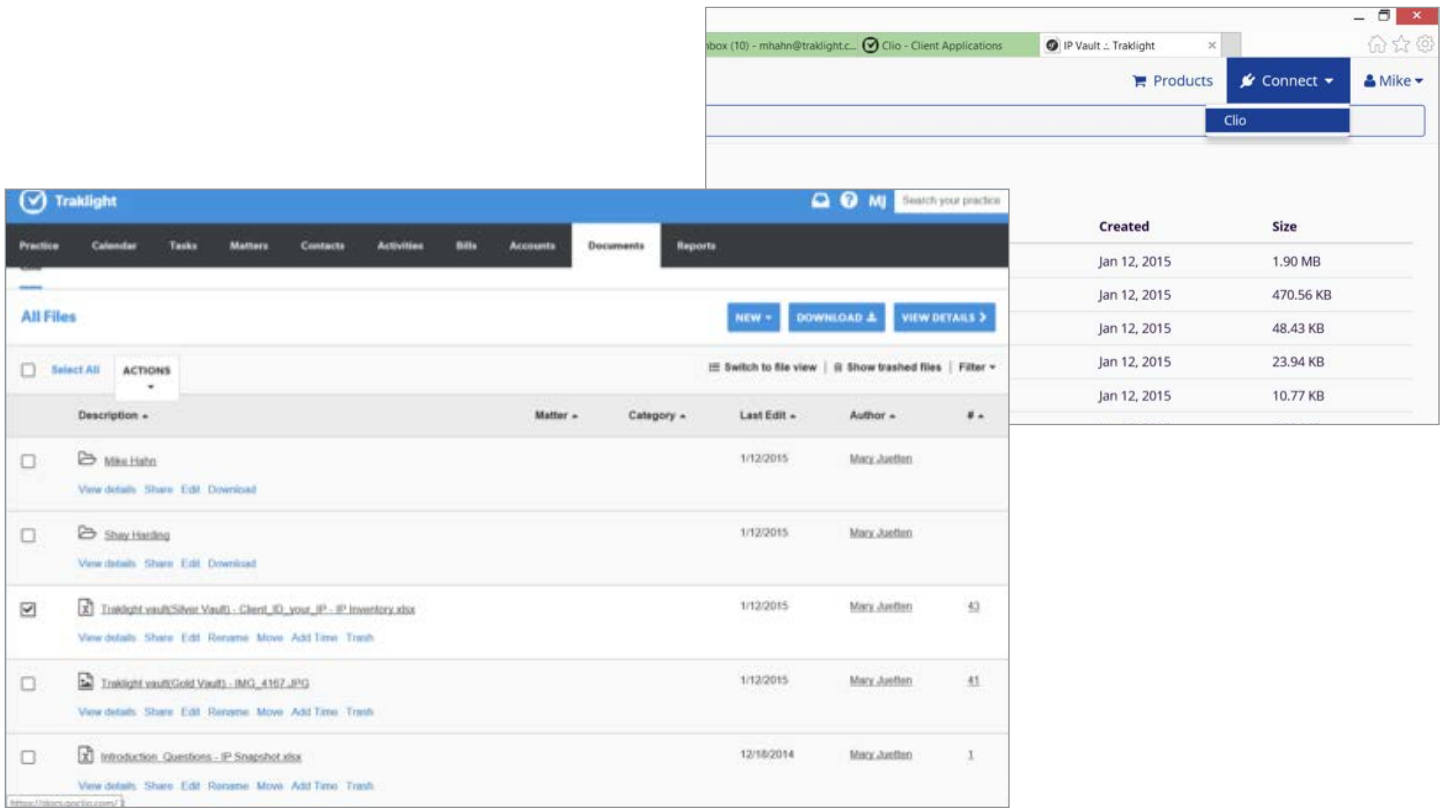 nbox (10) - mhahn@traklight.c... Clio - Client Applications IP Vault :. Traklight
Products Connect Mike
Clio
Created Size
Jan 12, 2015 1.90 MB
Jan 12, 2015 470.56 KB
Jan 12, 2015 48.43 KB
Jan 12, 2015 23.94 KB
Jan 12, 2015 10.77 KB
Traklight MJ Search your practice
Practice Calendar Tasks Matters Contacts Activities Bills Accounts Documents Reports
All Files NEW DOWNLOAD VIEW DETAILS
Select All ACTIONS Switch to file view | Show trashed files | Filter
Description Matter Category Last Edit Author #
Mike Hahn 1/12/2015 Mary Juetten
View details Share Edit Download
Shay Harding 1/12/2015 Mary Juetten
View details Share Edit Download
Traklight vault(Silver Vault) - Client_ID_your_IP - IP Inventory.xlsx 1/12/2015 Mary Juetten 43
View details Share Edit Rename Move Add Time Trash
Traklight vault(Gold Vault) - IMG_4167.JPG 1/12/2015 Mary Juetten 41
View details Share Edit Rename Move Add Time Trash
Introduction_Questions - IP Snapshot.xlsx 12/18/2014 Mary Juetten 1
View details Share Edit Rename Move Add Time Trash